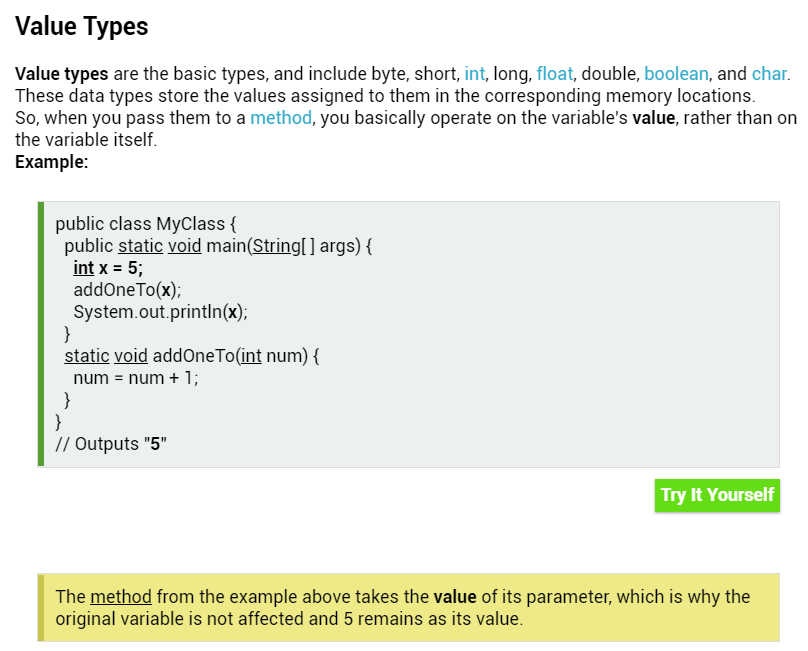 Value Types
Value types are the basic types, and include byte, short, int, long, float, double, boolean, and char.
These data types store the values assigned to them in the corresponding memory locations.
So, when you pass them to a method, you basically operate on the variable's value, rather than on
the variable itself.
Example:
public class MyClass {
public static void main(String[ ] args) {
int x = 5;
addOneTo(x);
System.out.println(x);
}
static void addOneTo(int num) {
num = num + 1;
}
}
// Outputs "5"
Try It Yourself
The method from the example above takes the value of its parameter, which is why the
original variable is not affected and 5 remains as its value.